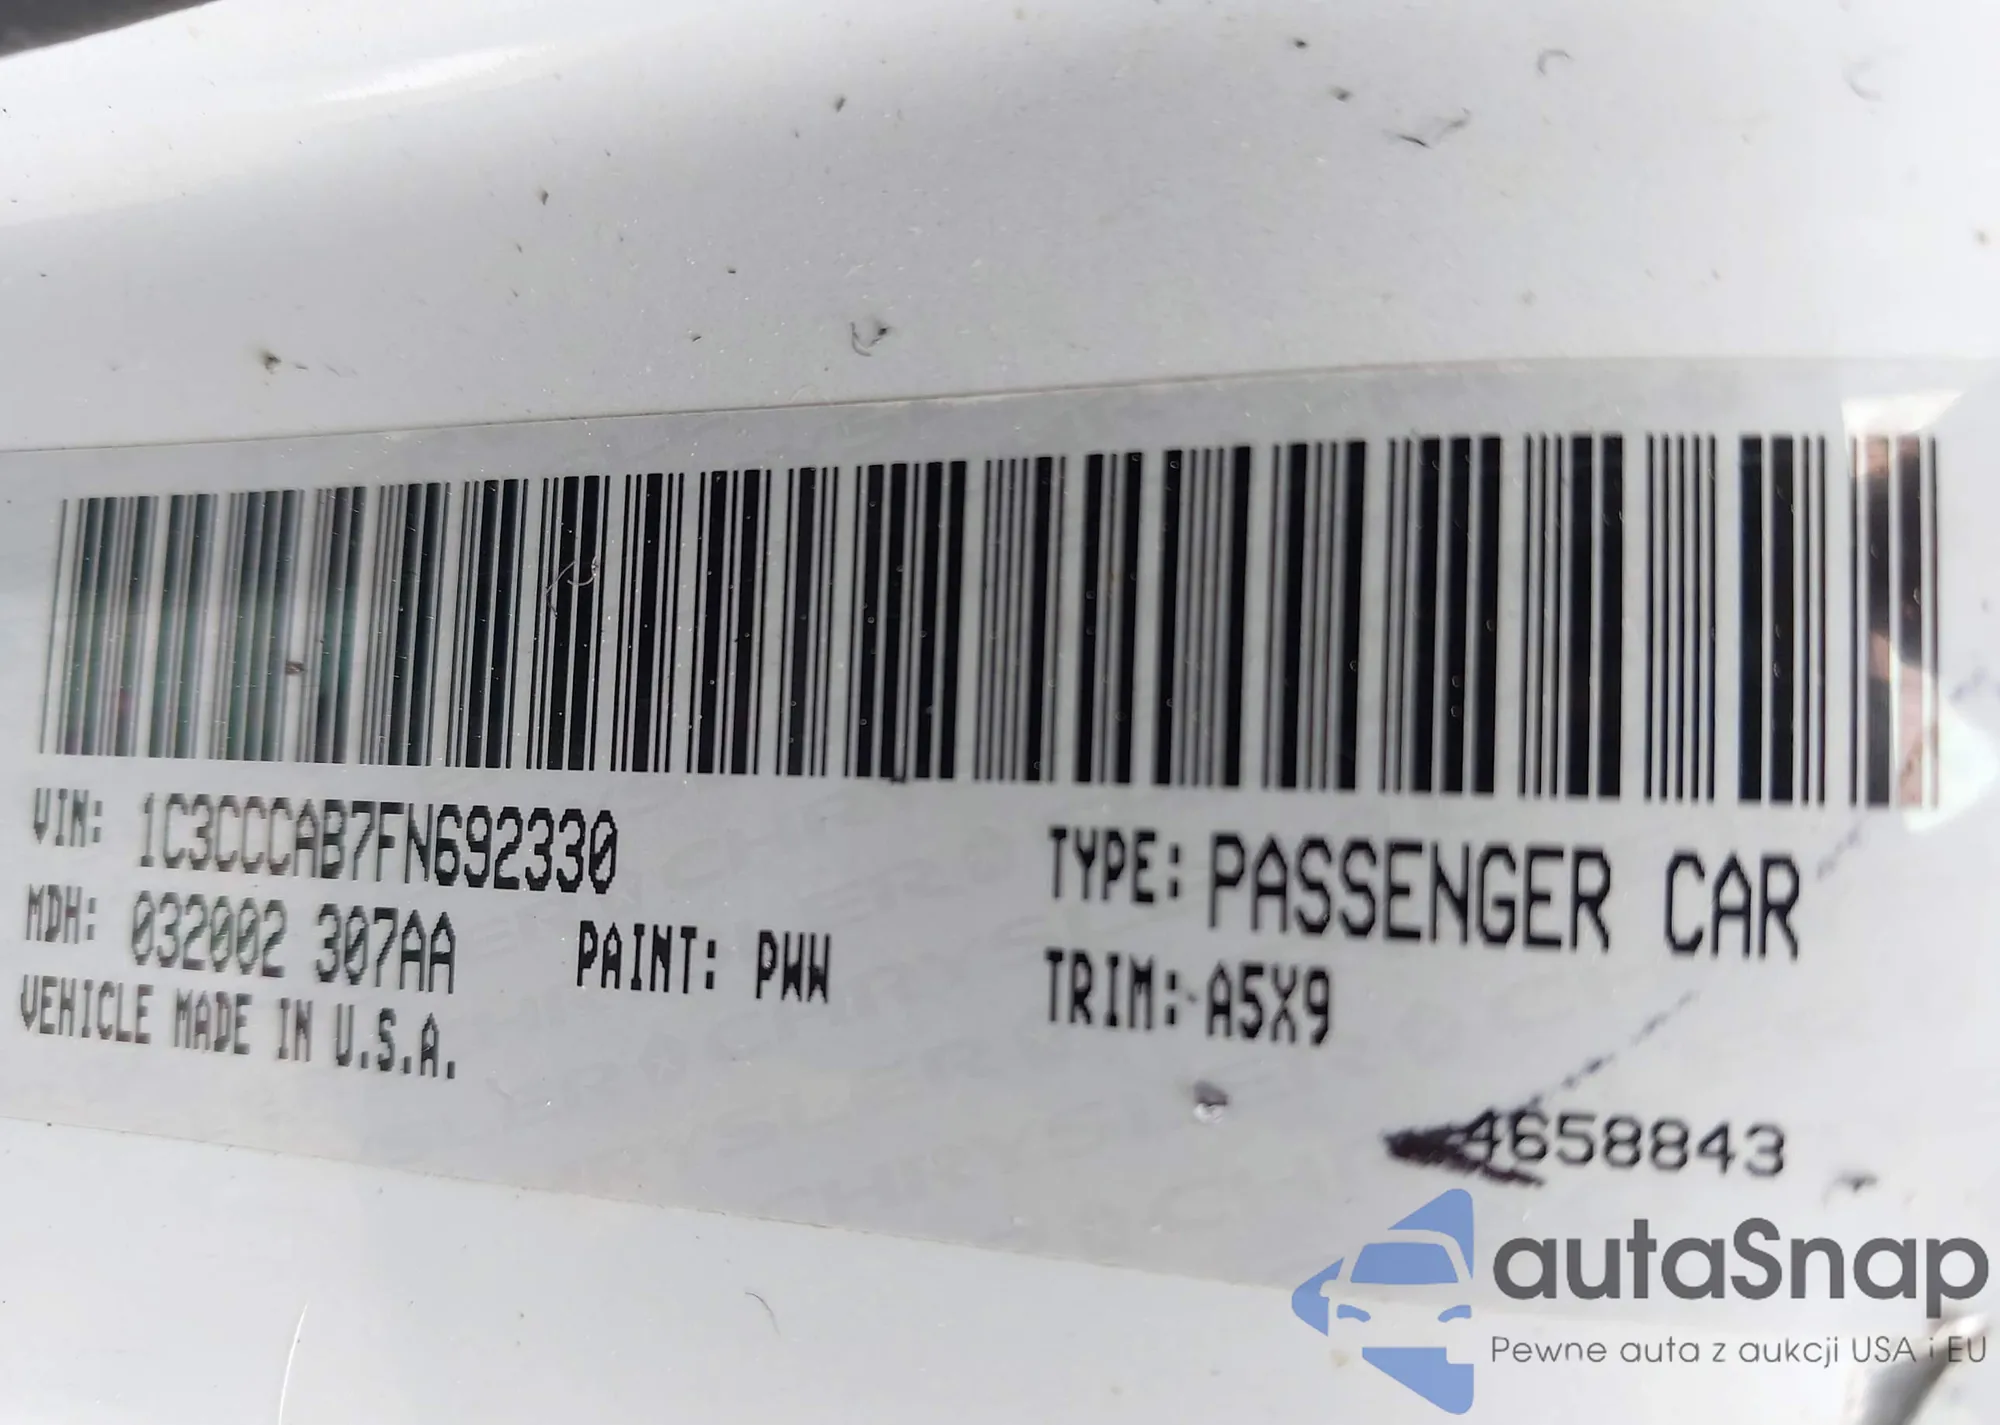 VIN: 1C3CCCAB7FN692330
MDH: 032002 307AA PAINT: PWW
VEHICLE MADE IN U.S.A.
TYPE: PASSENGER CAR
TRIM: A5X9
4658843
autaSnap
Pewne auta z aukcji USA i EU